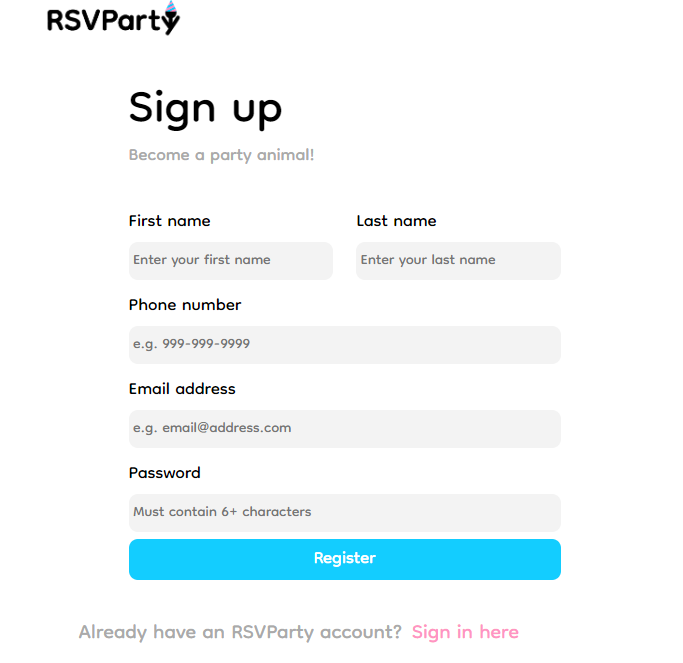 RSVParty
Sign up
Become a party animal!
First name Last name
Enter your first name Enter your last name
Phone number
e.g. 999-999-9999
Email address
e.g. email@address.com
Password
Must contain 6+ characters
Register
Already have an RSVParty account? Sign in here